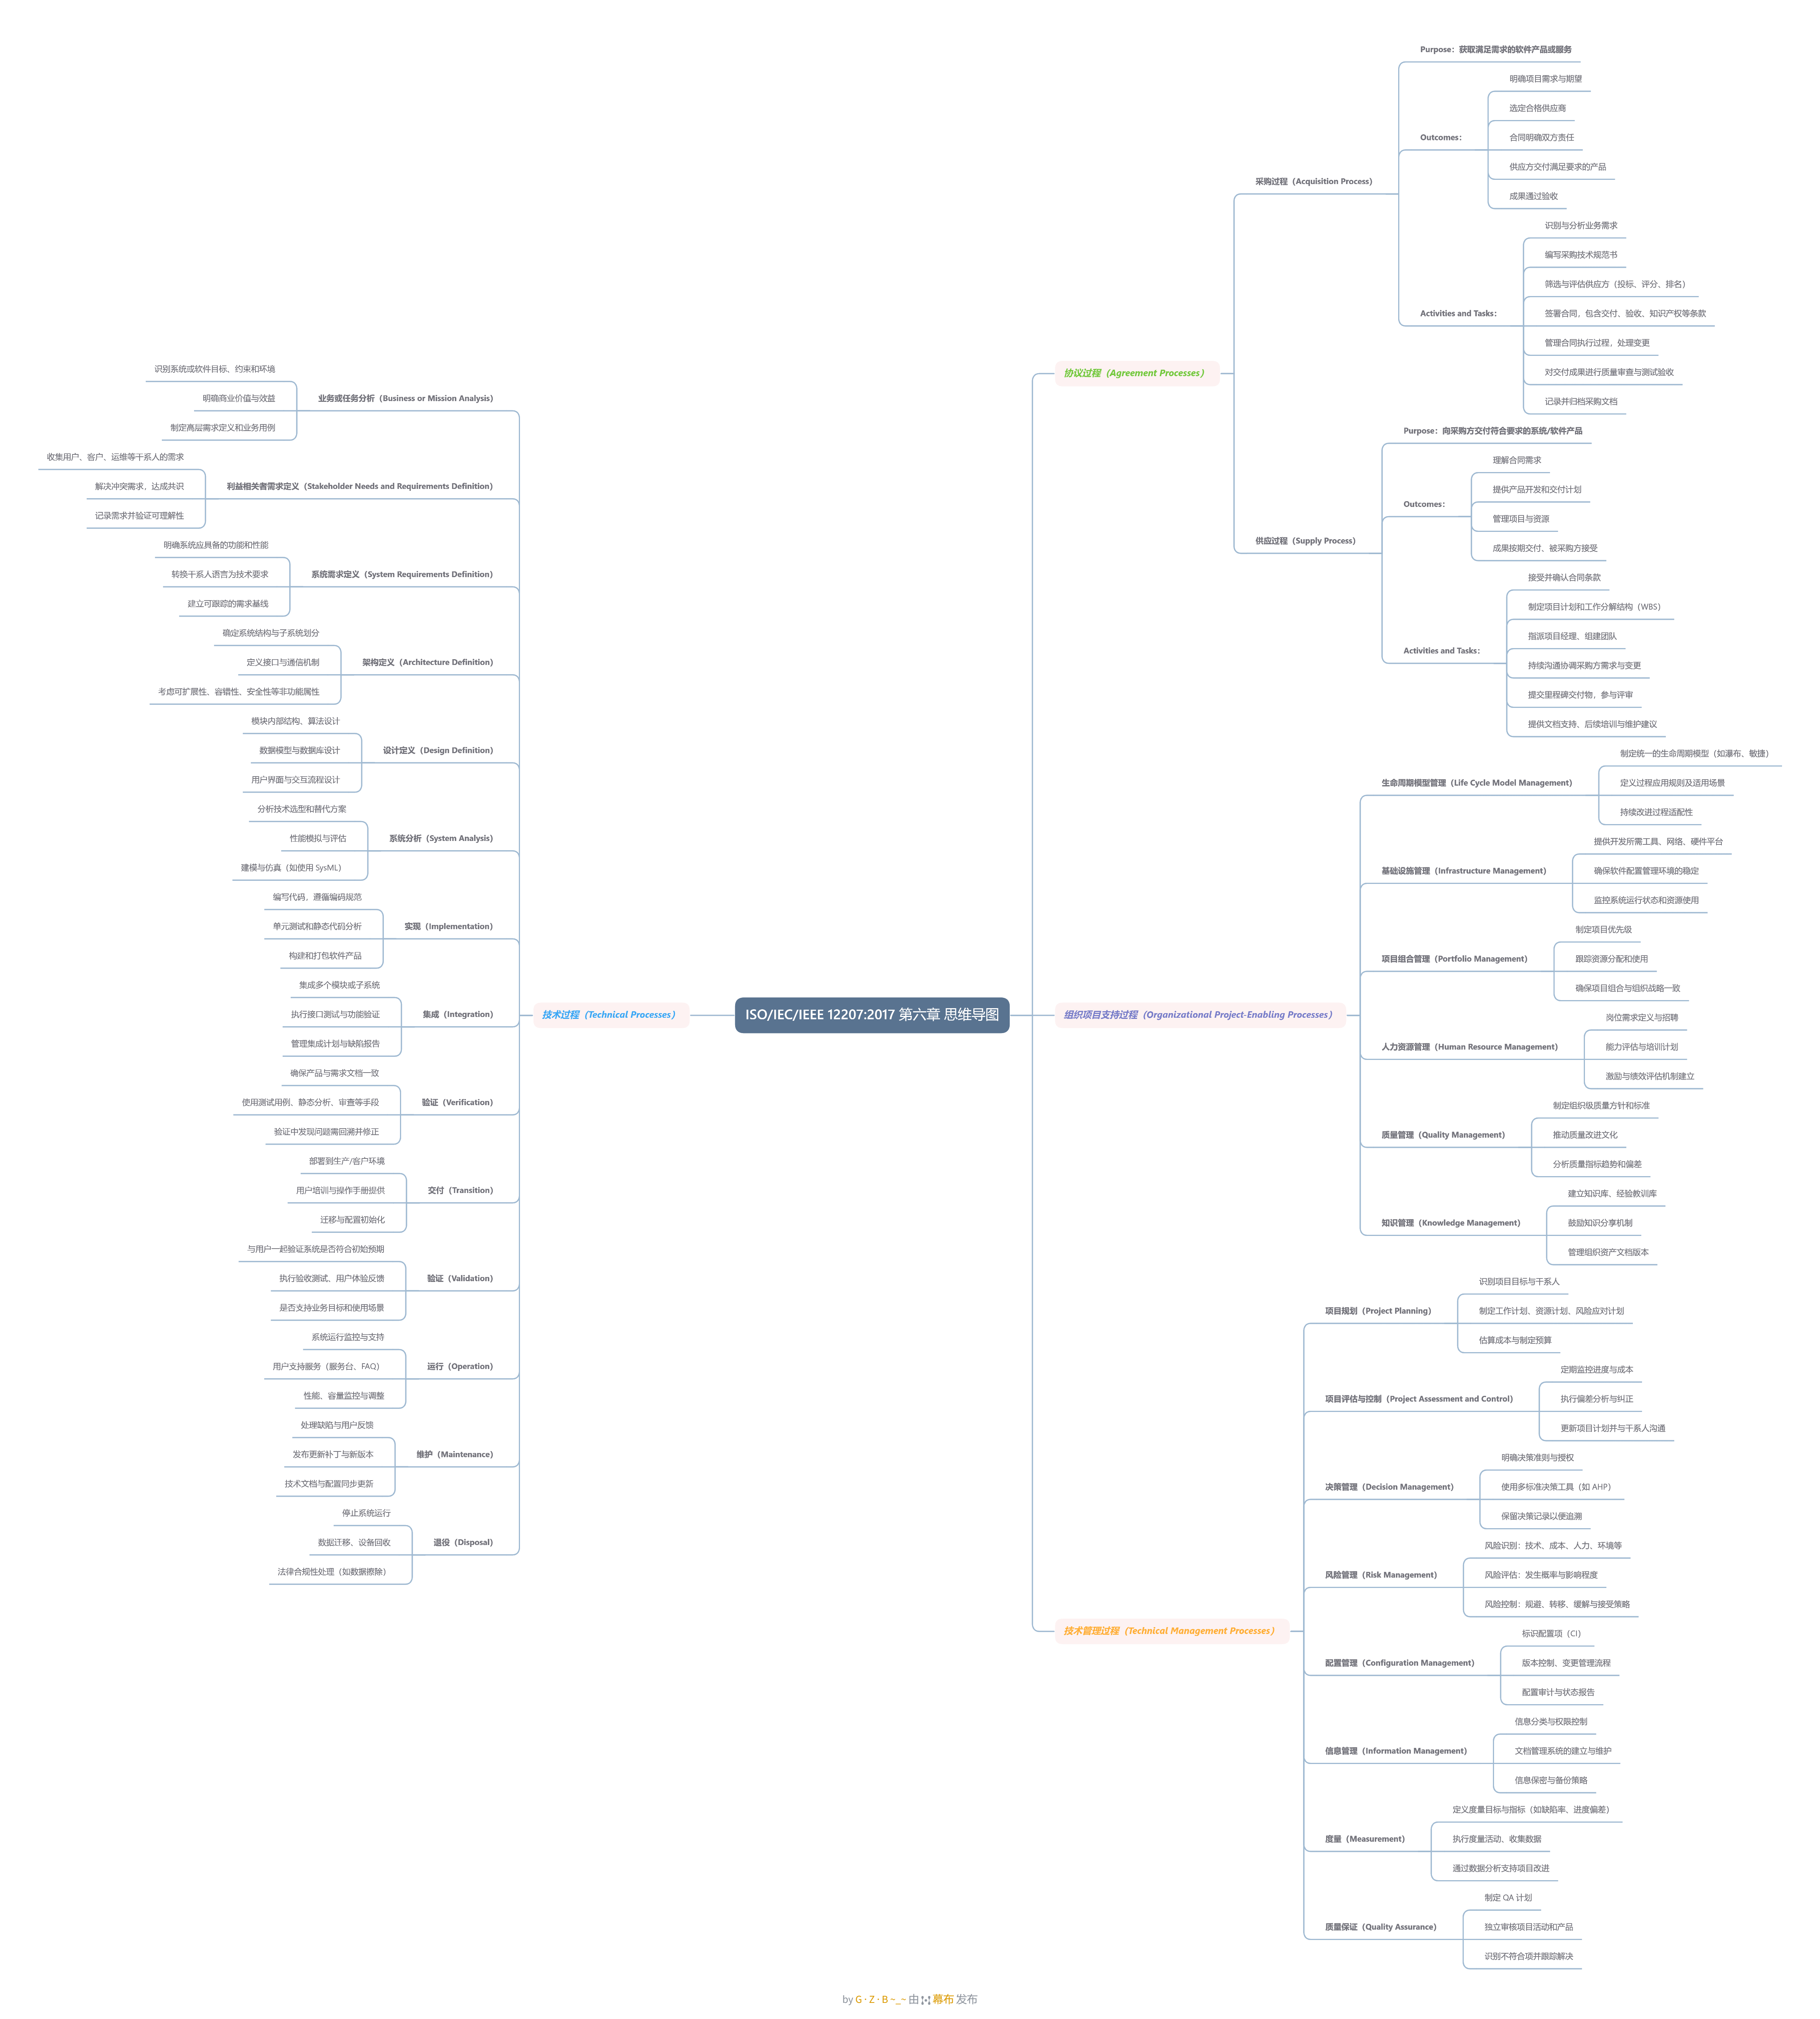 ISO/IEC/IEEE 12207:2017 第六章 思维导图
协议过程（Agreement Processes）
采购过程（Acquisition Process）
Purpose：获取满足需求的软件产品或服务
Outcomes：
明确项目需求与期望
选定合格供应商
合同明确双方责任
供应方交付满足要求的产品
成果通过验收
Activities and Tasks：
识别与分析业务需求
编写采购技术规范书
筛选与评估供应方（投标、评分、排名）
签署合同，包含交付、验收、知识产权等条款
管理合同执行过程，处理变更
对交付成果进行质量审查与测试验收
记录并归档采购文档
供应过程（Supply Process）
Purpose：向采购方交付符合要求的系统/软件产品
Outcomes：
理解合同需求
提供产品开发和交付计划
管理项目与资源
成果按期交付、被采购方接受
Activities and Tasks：
接受并确认合同条款
制定项目计划和工作分解结构（WBS）
指派项目经理、组建团队
持续沟通协调采购方需求与变更
提交里程碑交付物，参与评审
提供文档支持、后续培训与维护建议
组织项目支持过程（Organizational Project-Enabling Processes）
生命周期模型管理（Life Cycle Model Management）
制定统一的生命周期模型（如瀑布、敏捷）
定义过程应用规则及适用场景
持续改进过程适配性
基础设施管理（Infrastructure Management）
提供开发所需工具、网络、硬件平台
确保软件配置管理环境的稳定
监控系统运行状态和资源使用
项目组合管理（Portfolio Management）
制定项目优先级
跟踪资源分配和使用
确保项目组合与组织战略一致
人力资源管理（Human Resource Management）
岗位需求定义与招聘
能力评估与培训计划
激励与绩效评估机制建立
质量管理（Quality Management）
制定组织级质量方针和标准
推动质量改进文化
分析质量指标趋势和偏差
知识管理（Knowledge Management）
建立知识库、经验教训库
鼓励知识分享机制
管理组织资产文档版本
技术管理过程（Technical Management Processes）
项目规划（Project Planning）
识别项目目标与干系人
制定工作计划、资源计划、风险应对计划
估算成本与制定预算
项目评估与控制（Project Assessment and Control）
定期监控进度与成本
执行偏差分析与纠正
更新项目计划并与干系人沟通
决策管理（Decision Management）
明确决策准则与授权
使用多标准决策工具（如 AHP）
保留决策记录以便追溯
风险管理（Risk Management）
风险识别：技术、成本、人力、环境等
风险评估：发生概率与影响程度
风险控制：规避、转移、缓解与接受策略
配置管理（Configuration Management）
标识配置项（CI）
版本控制、变更管理流程
配置审计与状态报告
信息管理（Information Management）
信息分类与权限控制
文档管理系统的建立与维护
信息保密与备份策略
度量（Measurement）
定义度量目标与指标（如缺陷率、进度偏差）
执行度量活动、收集数据
通过数据分析支持项目改进
质量保证（Quality Assurance）
制定 QA 计划
独立审核项目活动和产品
识别不符合项并跟踪解决
技术过程（Technical Processes）
业务或任务分析（Business or Mission Analysis）
识别系统或软件目标、约束和环境
明确商业价值与效益
制定高层需求定义和业务用例
利益相关者需求定义（Stakeholder Needs and Requirements Definition）
收集用户、客户、运维等干系人的需求
解决冲突需求，达成共识
记录需求并验证可理解性
系统需求定义（System Requirements Definition）
明确系统应具备的功能和性能
转换干系人语言为技术要求
建立可跟踪的需求基线
架构定义（Architecture Definition）
确定系统结构与子系统划分
定义接口与通信机制
考虑可扩展性、容错性、安全性等非功能属性
设计定义（Design Definition）
模块内部结构、算法设计
数据模型与数据库设计
用户界面与交互流程设计
系统分析（System Analysis）
分析技术选型和替代方案
性能模拟与评估
建模与仿真（如使用 SysML）
实现（Implementation）
编写代码，遵循编码规范
单元测试和静态代码分析
构建和打包软件产品
集成（Integration）
集成多个模块或子系统
执行接口测试与功能验证
管理集成计划与缺陷报告
验证（Verification）
确保产品与需求文档一致
使用测试用例、静态分析、审查等手段
验证中发现问题需回溯并修正
交付（Transition）
部署到生产/客户环境
用户培训与操作手册提供
迁移与配置初始化
验证（Validation）
与用户一起验证系统是否符合初始预期
执行验收测试、用户体验反馈
是否支持业务目标和使用场景
运行（Operation）
系统运行监控与支持
用户支持服务（服务台、FAQ）
性能、容量监控与调整
维护（Maintenance）
处理缺陷与用户反馈
发布更新补丁与新版本
技术文档与配置同步更新
退役（Disposal）
停止系统运行
数据迁移、设备回收
法律合规性处理（如数据擦除）
by G · Z · B ~_~ 由 幕布 发布